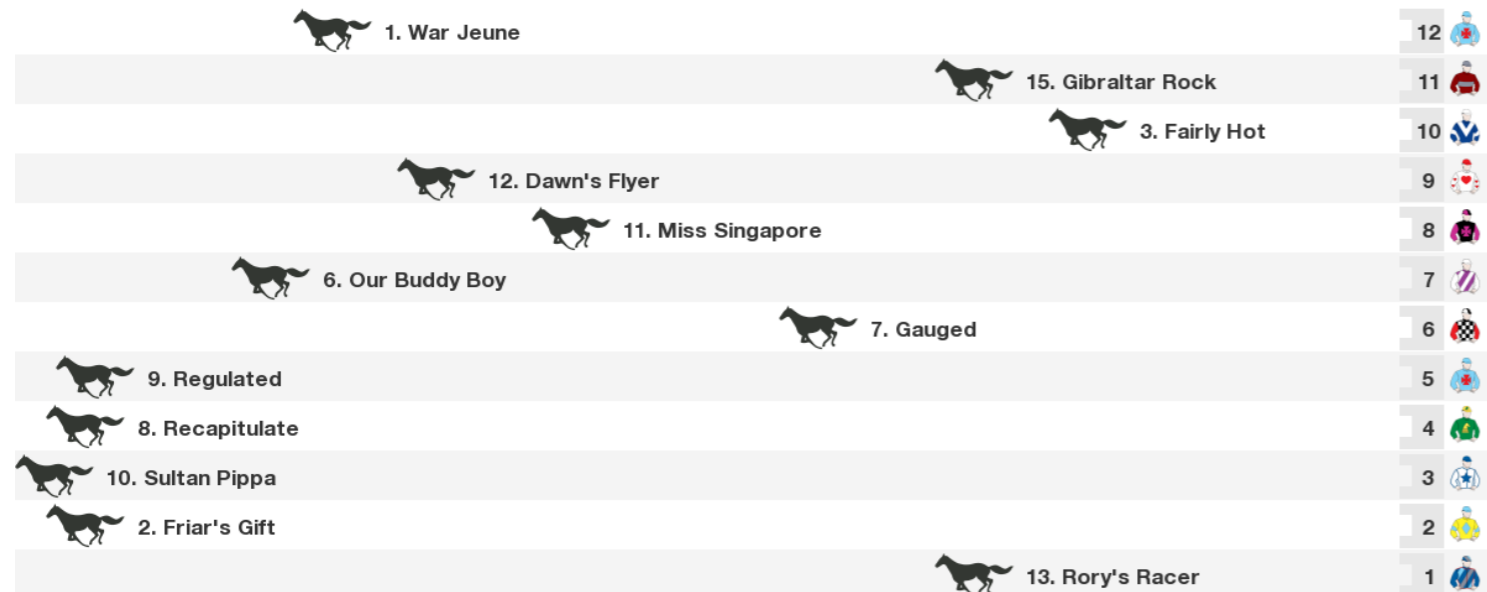 1. War Jeune 12
15. Gibraltar Rock 11
3. Fairly Hot 10
12. Dawn's Flyer 9
11. Miss Singapore 8
6. Our Buddy Boy 7
7. Gauged 6
9. Regulated 5
8. Recapitulate 4
10. Sultan Pippa 3
2. Friar's Gift 2
13. Rory's Racer 1